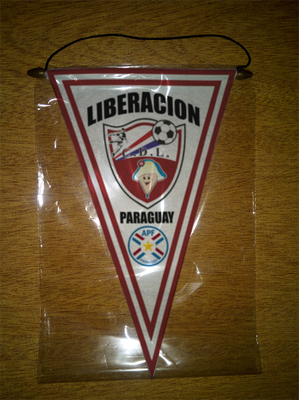 LIBERACION
J.D.L.
PARAGUAY
APF